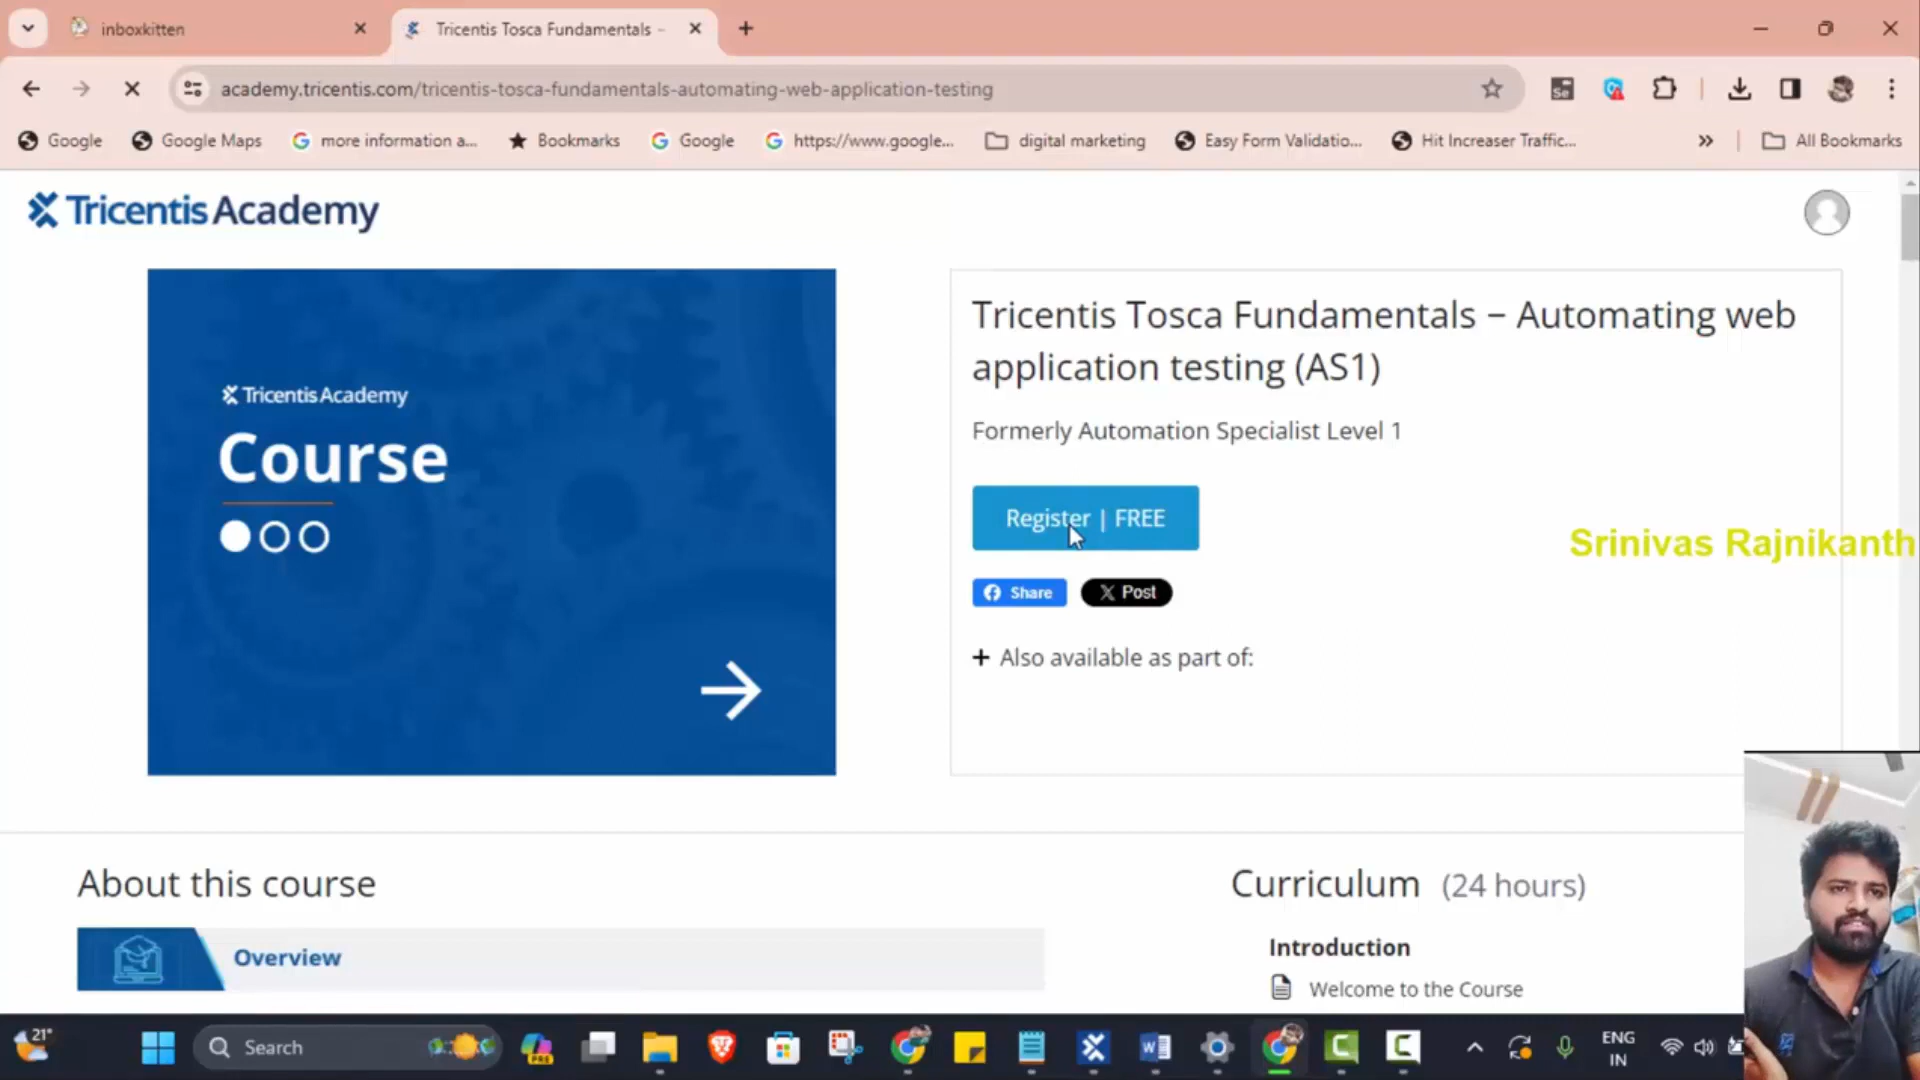 inboxkitten
Tricentis Tosca Fundamentals –
academy.tricentis.com/tricentis-tosca-fundamentals-automating-web-application-testing
Google
Google Maps
more information a...
Bookmarks
Google
https://www.google...
digital marketing
Easy Form Validatio...
Hit Increaser Traffic...
All Bookmarks
Tricentis Academy
Tricentis Academy
Course
Tricentis Tosca Fundamentals – Automating web
application testing (AS1)
Formerly Automation Specialist Level 1
Register | FREE
Srinivas Rajnikanth
Share
Post
+ Also available as part of:
About this course
Overview
Curriculum (24 hours)
Introduction
Welcome to the Course
21°
Search
PRE
ENG
IN